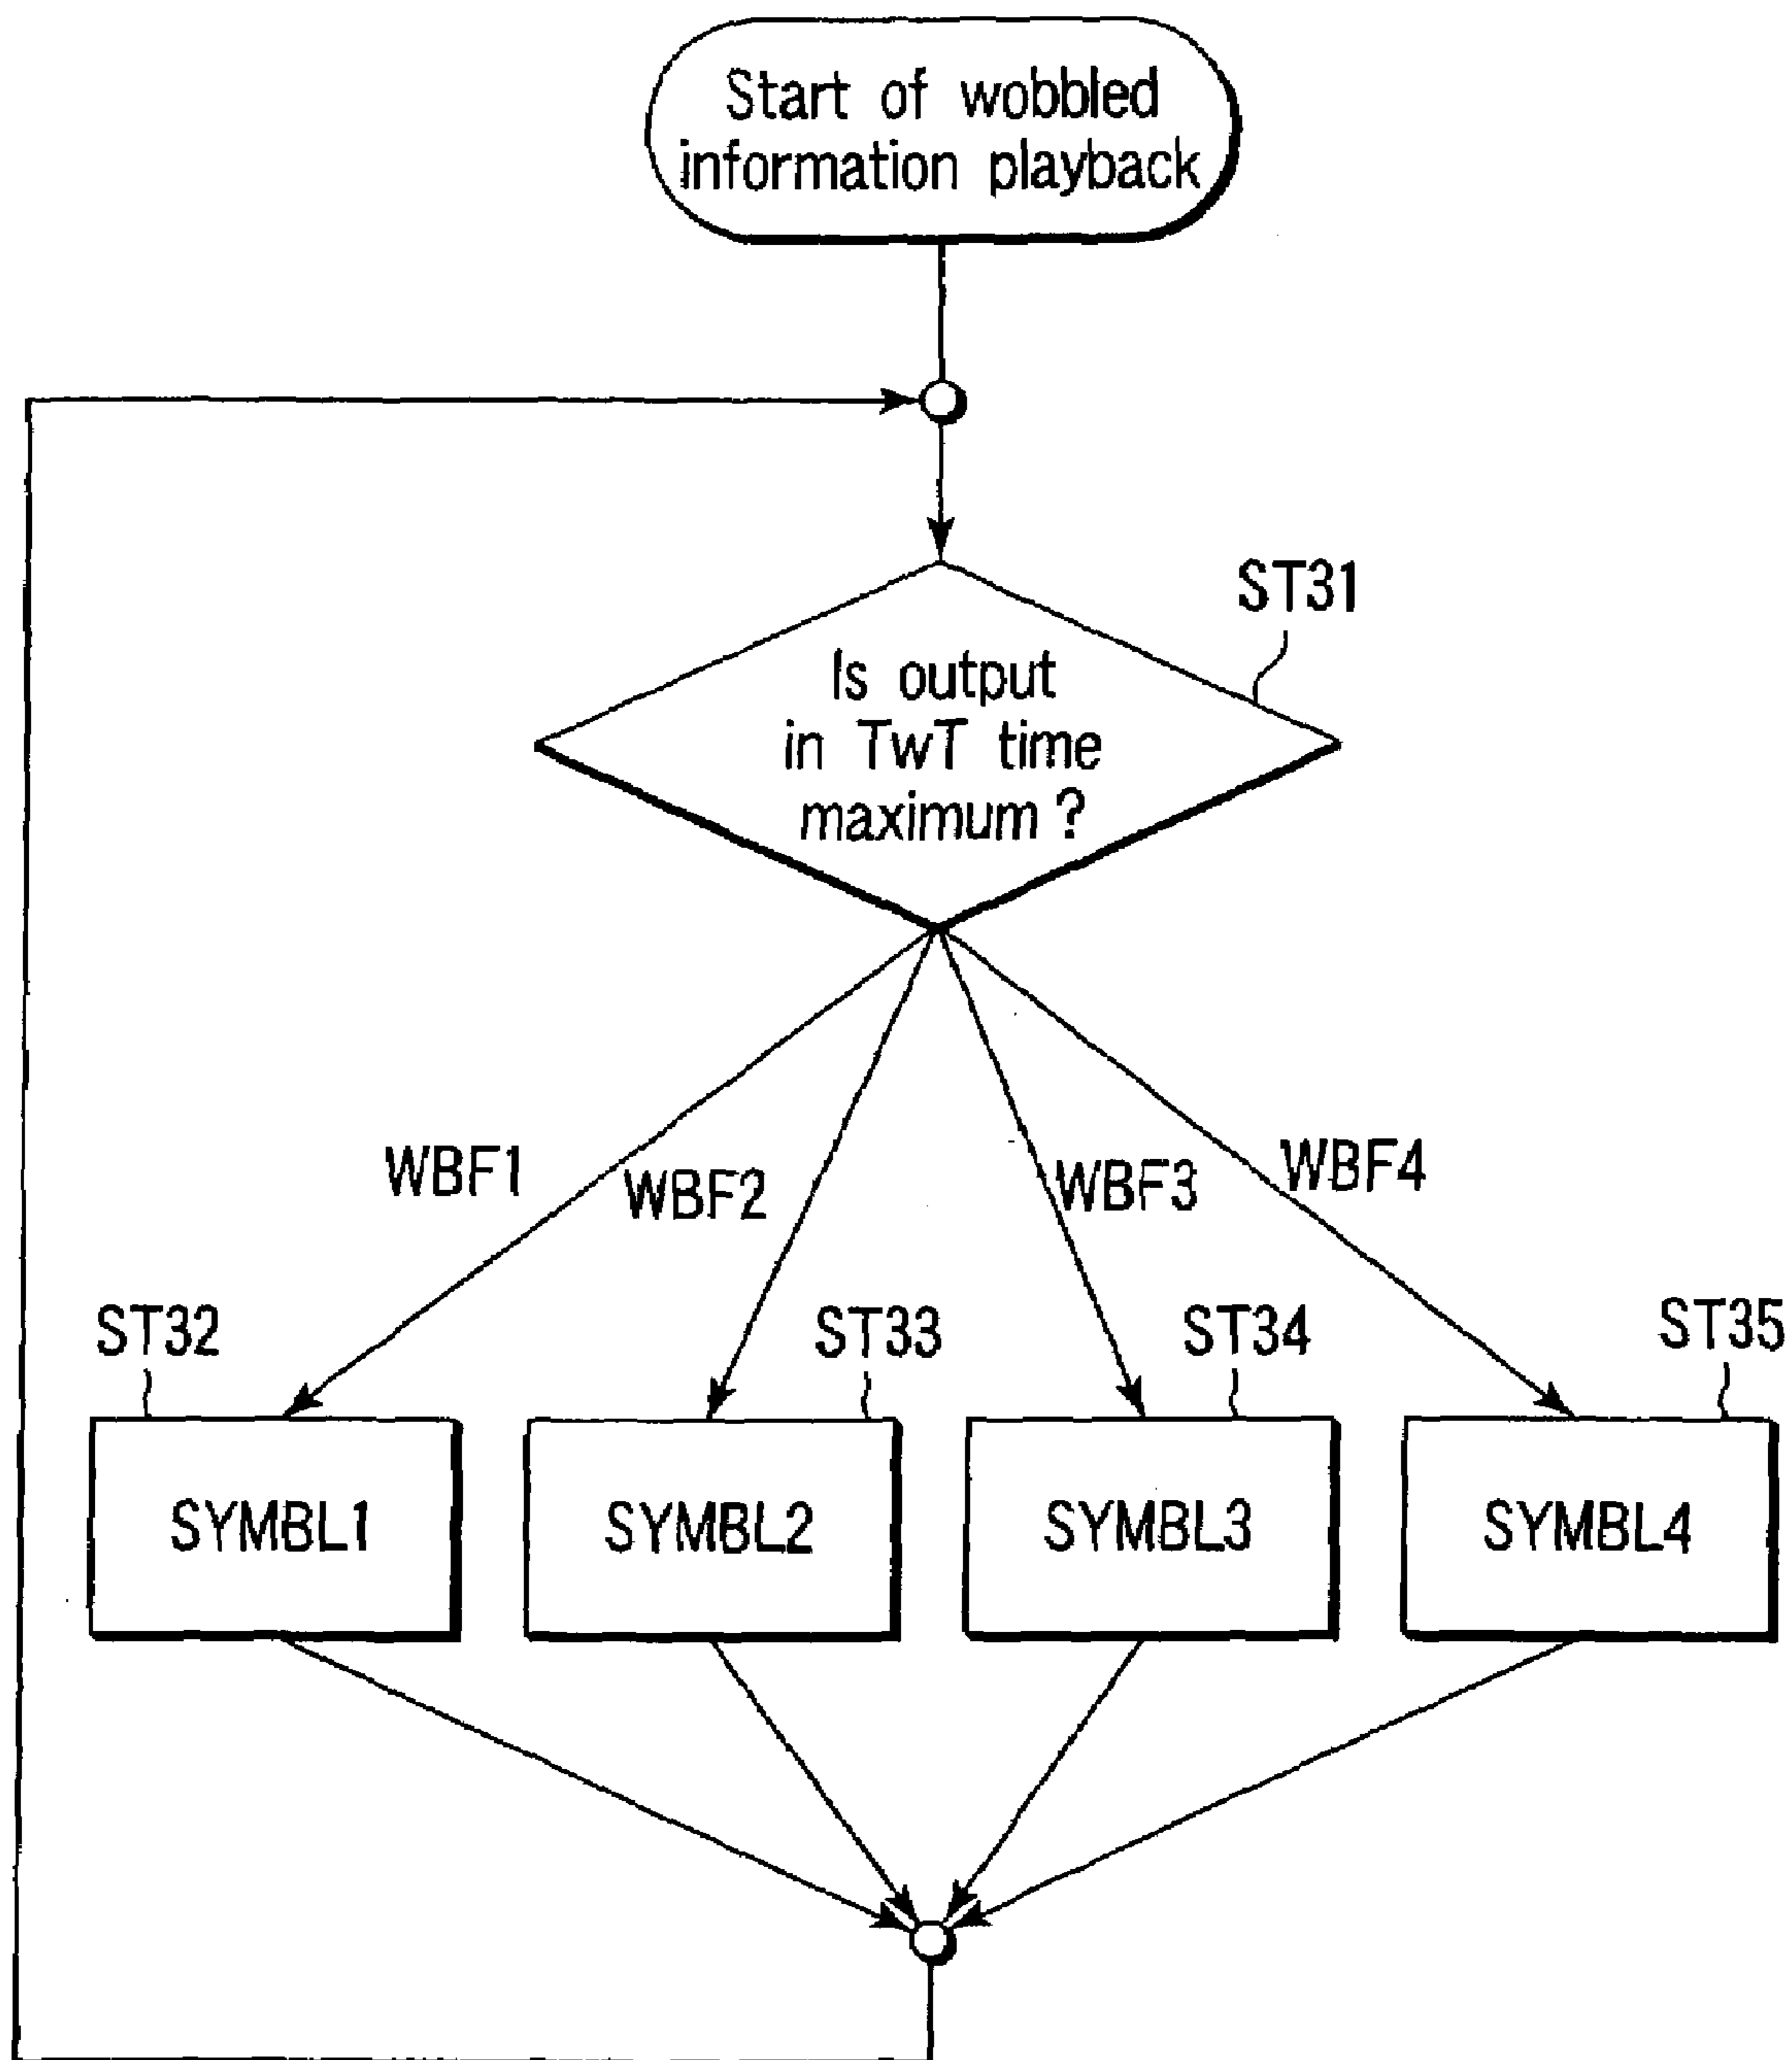 Start of wobbled
information playback
ST31
Is output
in TwT time
maximum ?
WBF1
WBF2
WBF3
WBF4
ST32
ST33
ST34
ST35
SYMBL1
SYMBL2
SYMBL3
SYMBL4